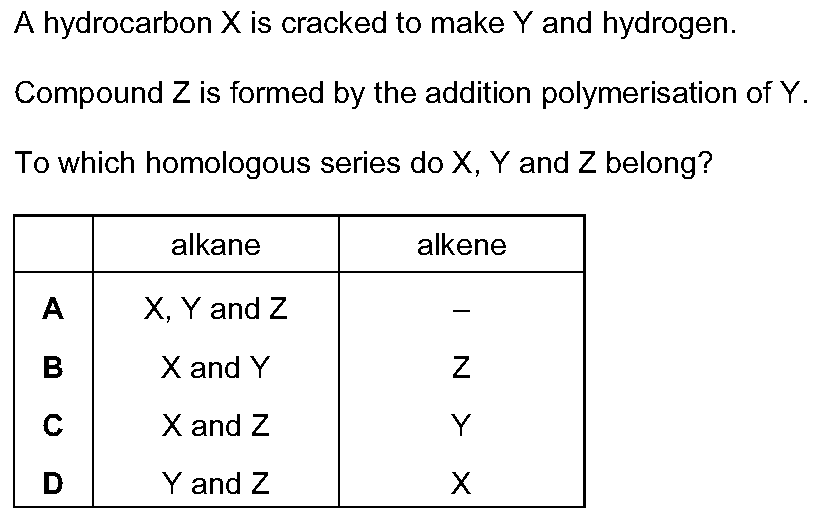 A hydrocarbon X is cracked to make Y and hydrogen.
Compound Z is formed by the addition polymerisation of Y.
To which homologous series do X, Y and Z belong?
alkane alkene
A X, Y and Z –
B X and Y Z
C X and Z Y
D Y and Z X